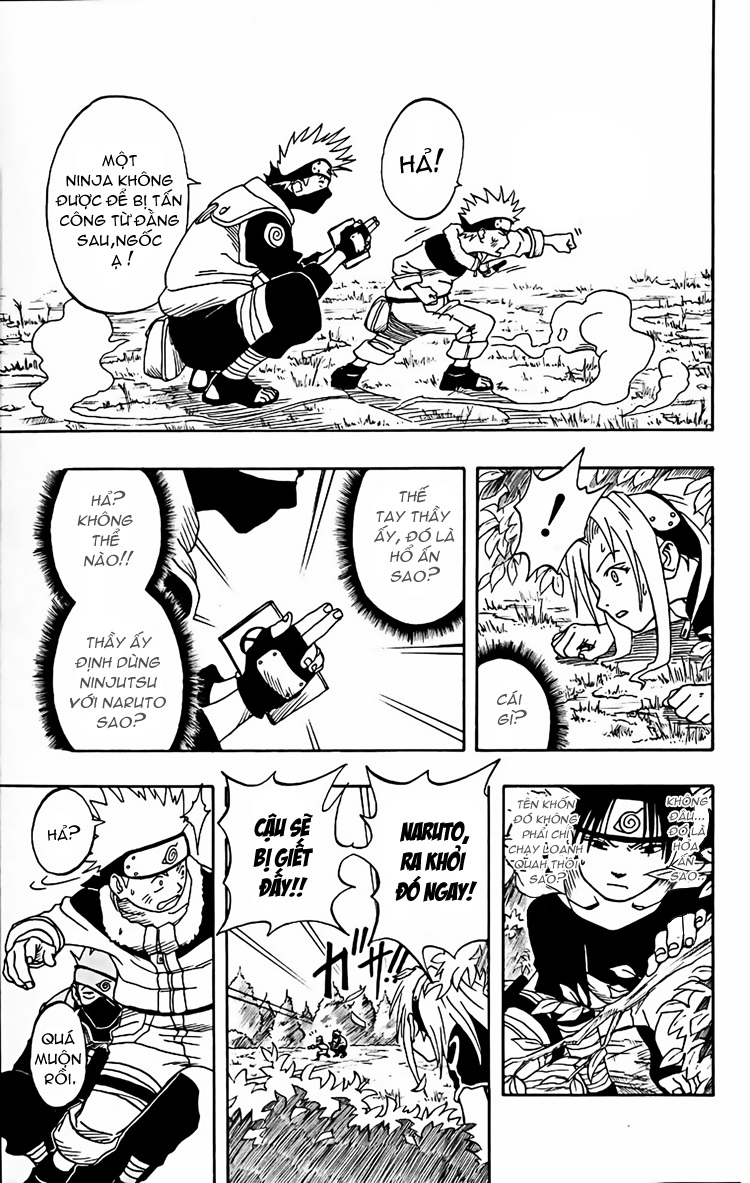 HẢ!
MỘT
NINJA KHÔNG
ĐƯỢC ĐỂ BỊ TẤN
CÔNG TỪ ĐẰNG
SAU,NGỐC
Ạ!
!
CÁI
GÌ?
THẾ
TAY THẦY
ẤY, ĐÓ LÀ
HỔ ẤN
SAO?
HẢ?
KHÔNG
THỂ
NÀO!!
THẦY ẤY
ĐỊNH DÙNG
NINJUTSU
VỚI NARUTO
SAO?
KHÔNG
ĐÂU...
ĐÓ LÀ
HỎA
ẤN...
TÊN KHỐN
ĐÓ KHÔNG
PHẢI CHỈ
CHẠY LOANH
QUANH THÔI
SAO?
NARUTO,
RA KHỎI
ĐÓ NGAY!
CẬU SẼ
BỊ GIẾT
ĐẤY!!
ガサ!!
HẢ?
QUÁ
MUỘN
RỒI.